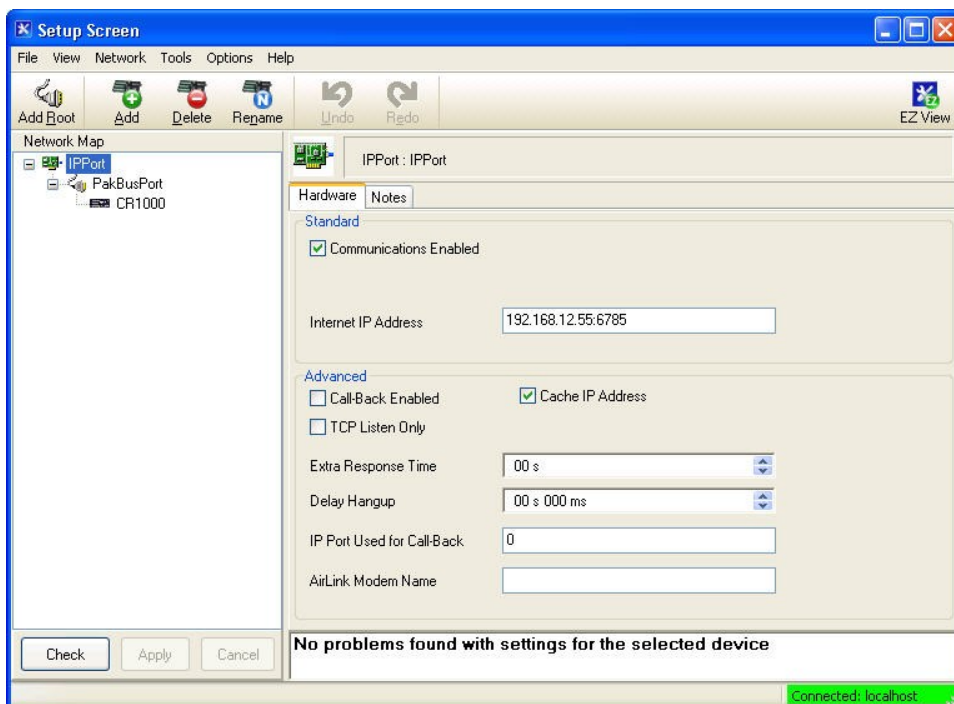 Setup Screen
File View Network Tools Options Help
Add Root Add Delete Rename Undo Redo EZ View
Network Map
IPPort
PakBusPort
CR1000
IPPort : IPPort
Hardware Notes
Standard
Communications Enabled
Internet IP Address 192.168.12.55:6785
Advanced
Call-Back Enabled Cache IP Address
TCP Listen Only
Extra Response Time 00 s
Delay Hangup 00 s 000 ms
IP Port Used for Call-Back 0
AirLink Modem Name
Check Apply Cancel
No problems found with settings for the selected device
Connected: localhost